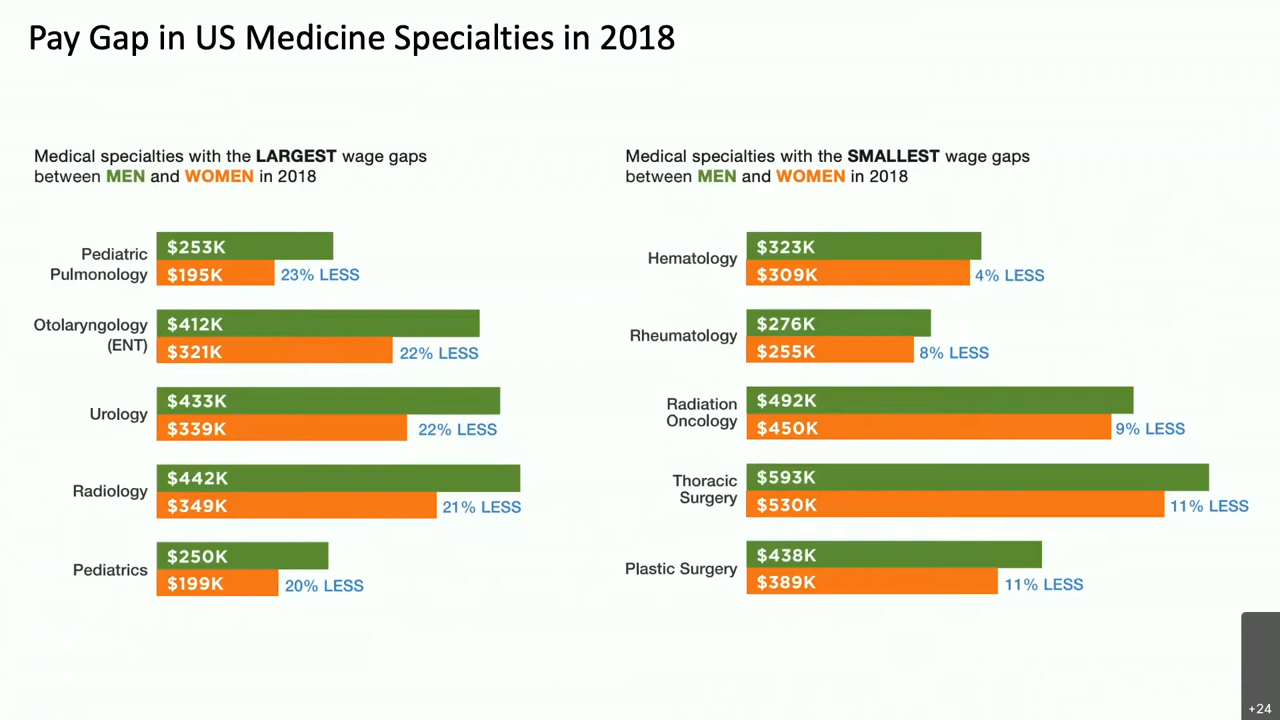 Pay Gap in US Medicine Specialties in 2018
Medical specialties with the LARGEST wage gaps
between MEN and WOMEN in 2018
Pediatric
Pulmonology
$253K
$195K
23% LESS
Otolaryngology
(ENT)
$412K
$321K
22% LESS
Urology
$433K
$339K
22% LESS
Radiology
$442K
$349K
21% LESS
Pediatrics
$250K
$199K
20% LESS
Medical specialties with the SMALLEST wage gaps
between MEN and WOMEN in 2018
Hematology
$323K
$309K
4% LESS
Rheumatology
$276K
$255K
8% LESS
Radiation
Oncology
$492K
$450K
9% LESS
Thoracic
Surgery
$593K
$530K
11% LESS
Plastic Surgery
$438K
$389K
11% LESS
+24